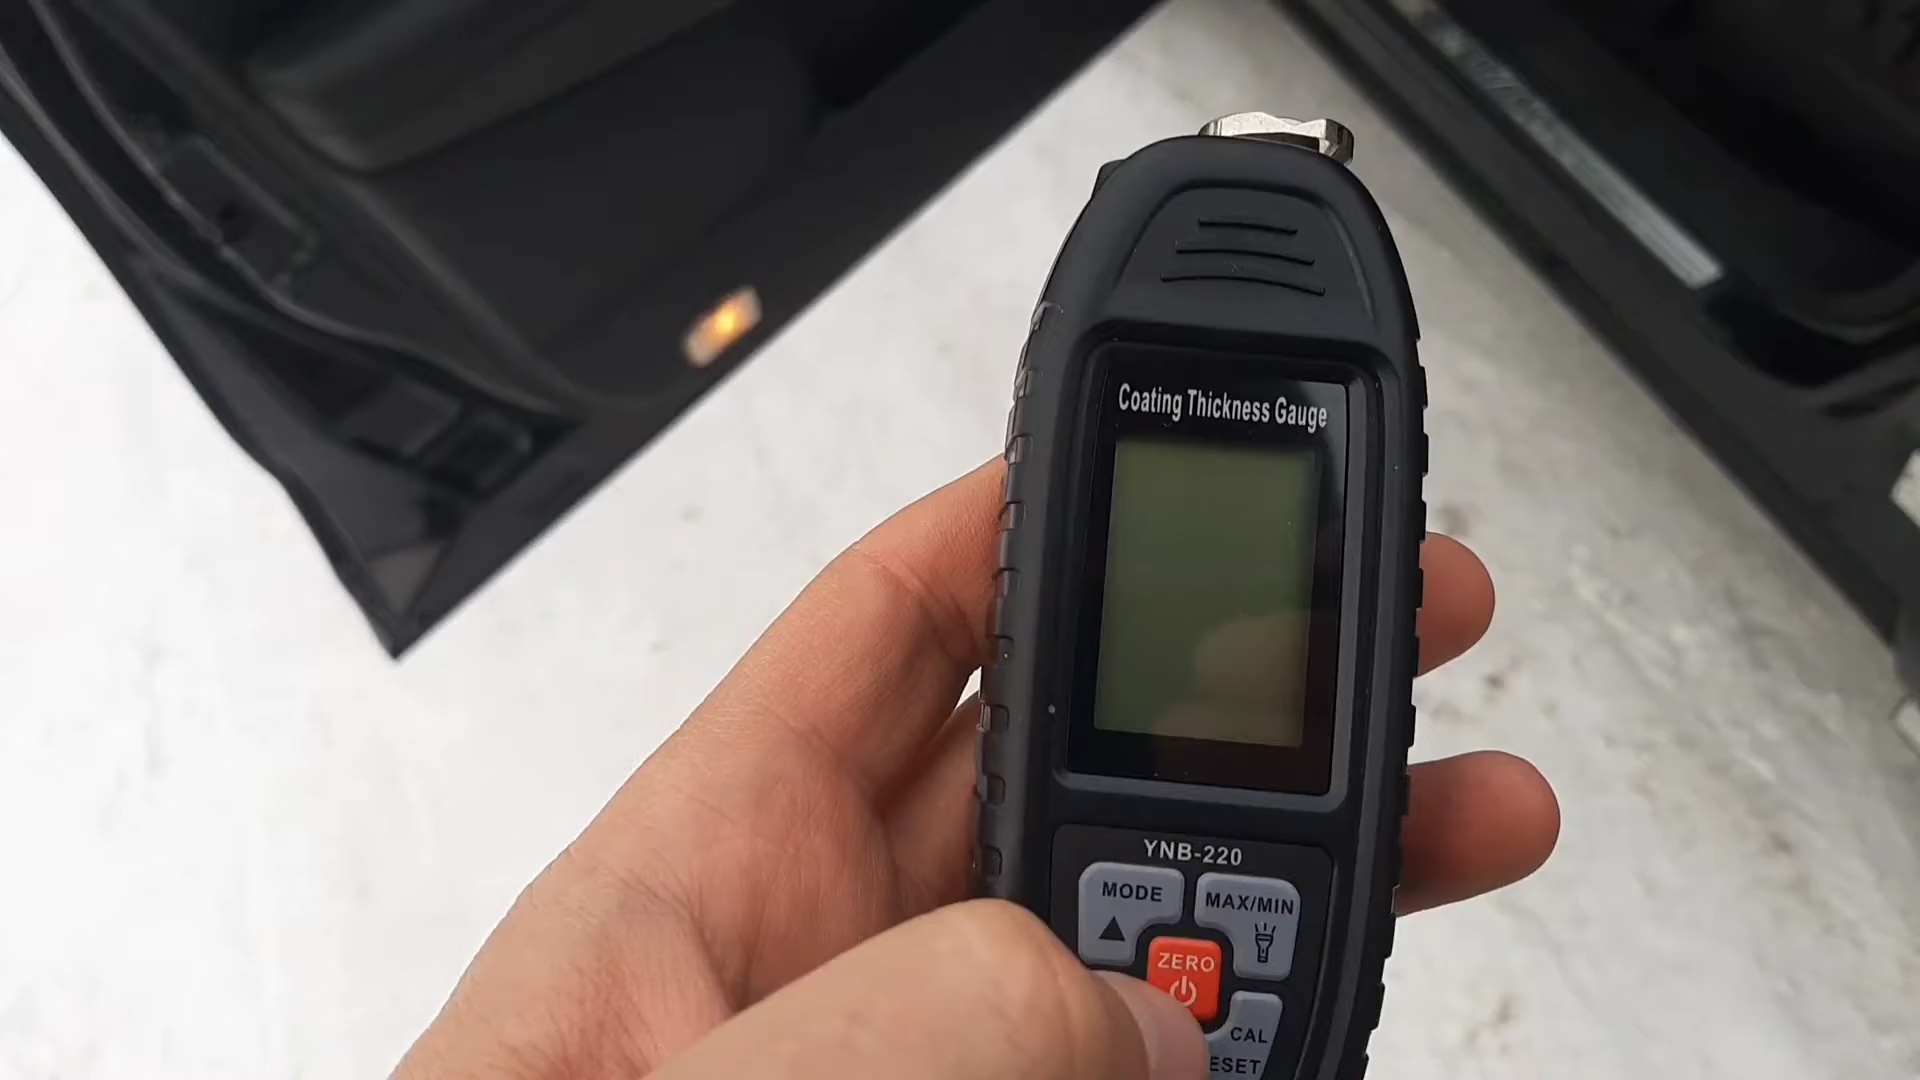 Coating Thickness Gauge
YNB-220
MODE
MAX/MIN
ZERO
CAL
ESET